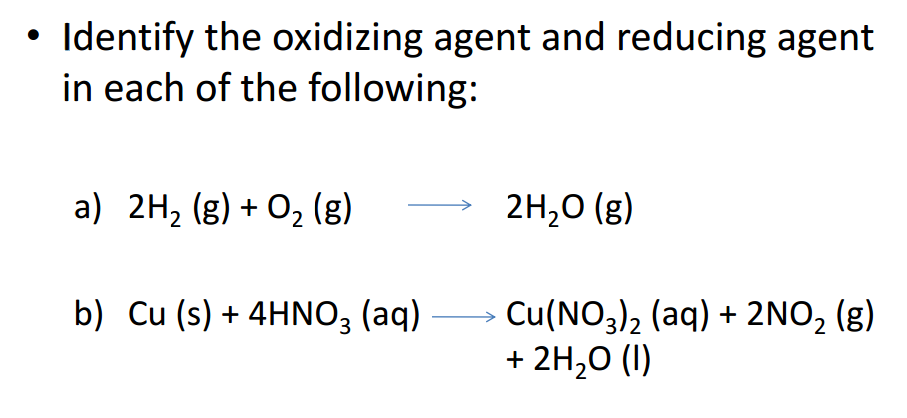 • Identify the oxidizing agent and reducing agent
in each of the following:
a) 2H₂ (g) + O₂ (g) ⟶ 2H₂O (g)
b) Cu (s) + 4HNO₃ (aq) ⟶ Cu(NO₃)₂ (aq) + 2NO₂ (g)
+ 2H₂O (l)